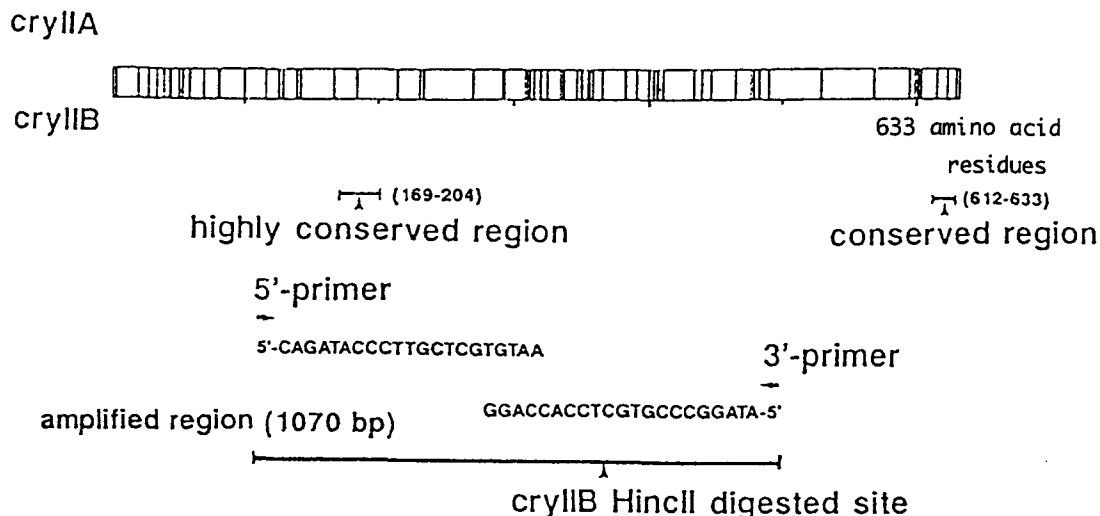 cryIIA
cryIIB
633 amino acid
residues
(169-204)
(612-633)
highly conserved region
conserved region
5'-primer
5'-CAGATACCCTTGCTCGTGTAA
3'-primer
GGACCACCTCGTGCCCGGATA-5'
amplified region (1070 bp)
cryIIB HincII digested site